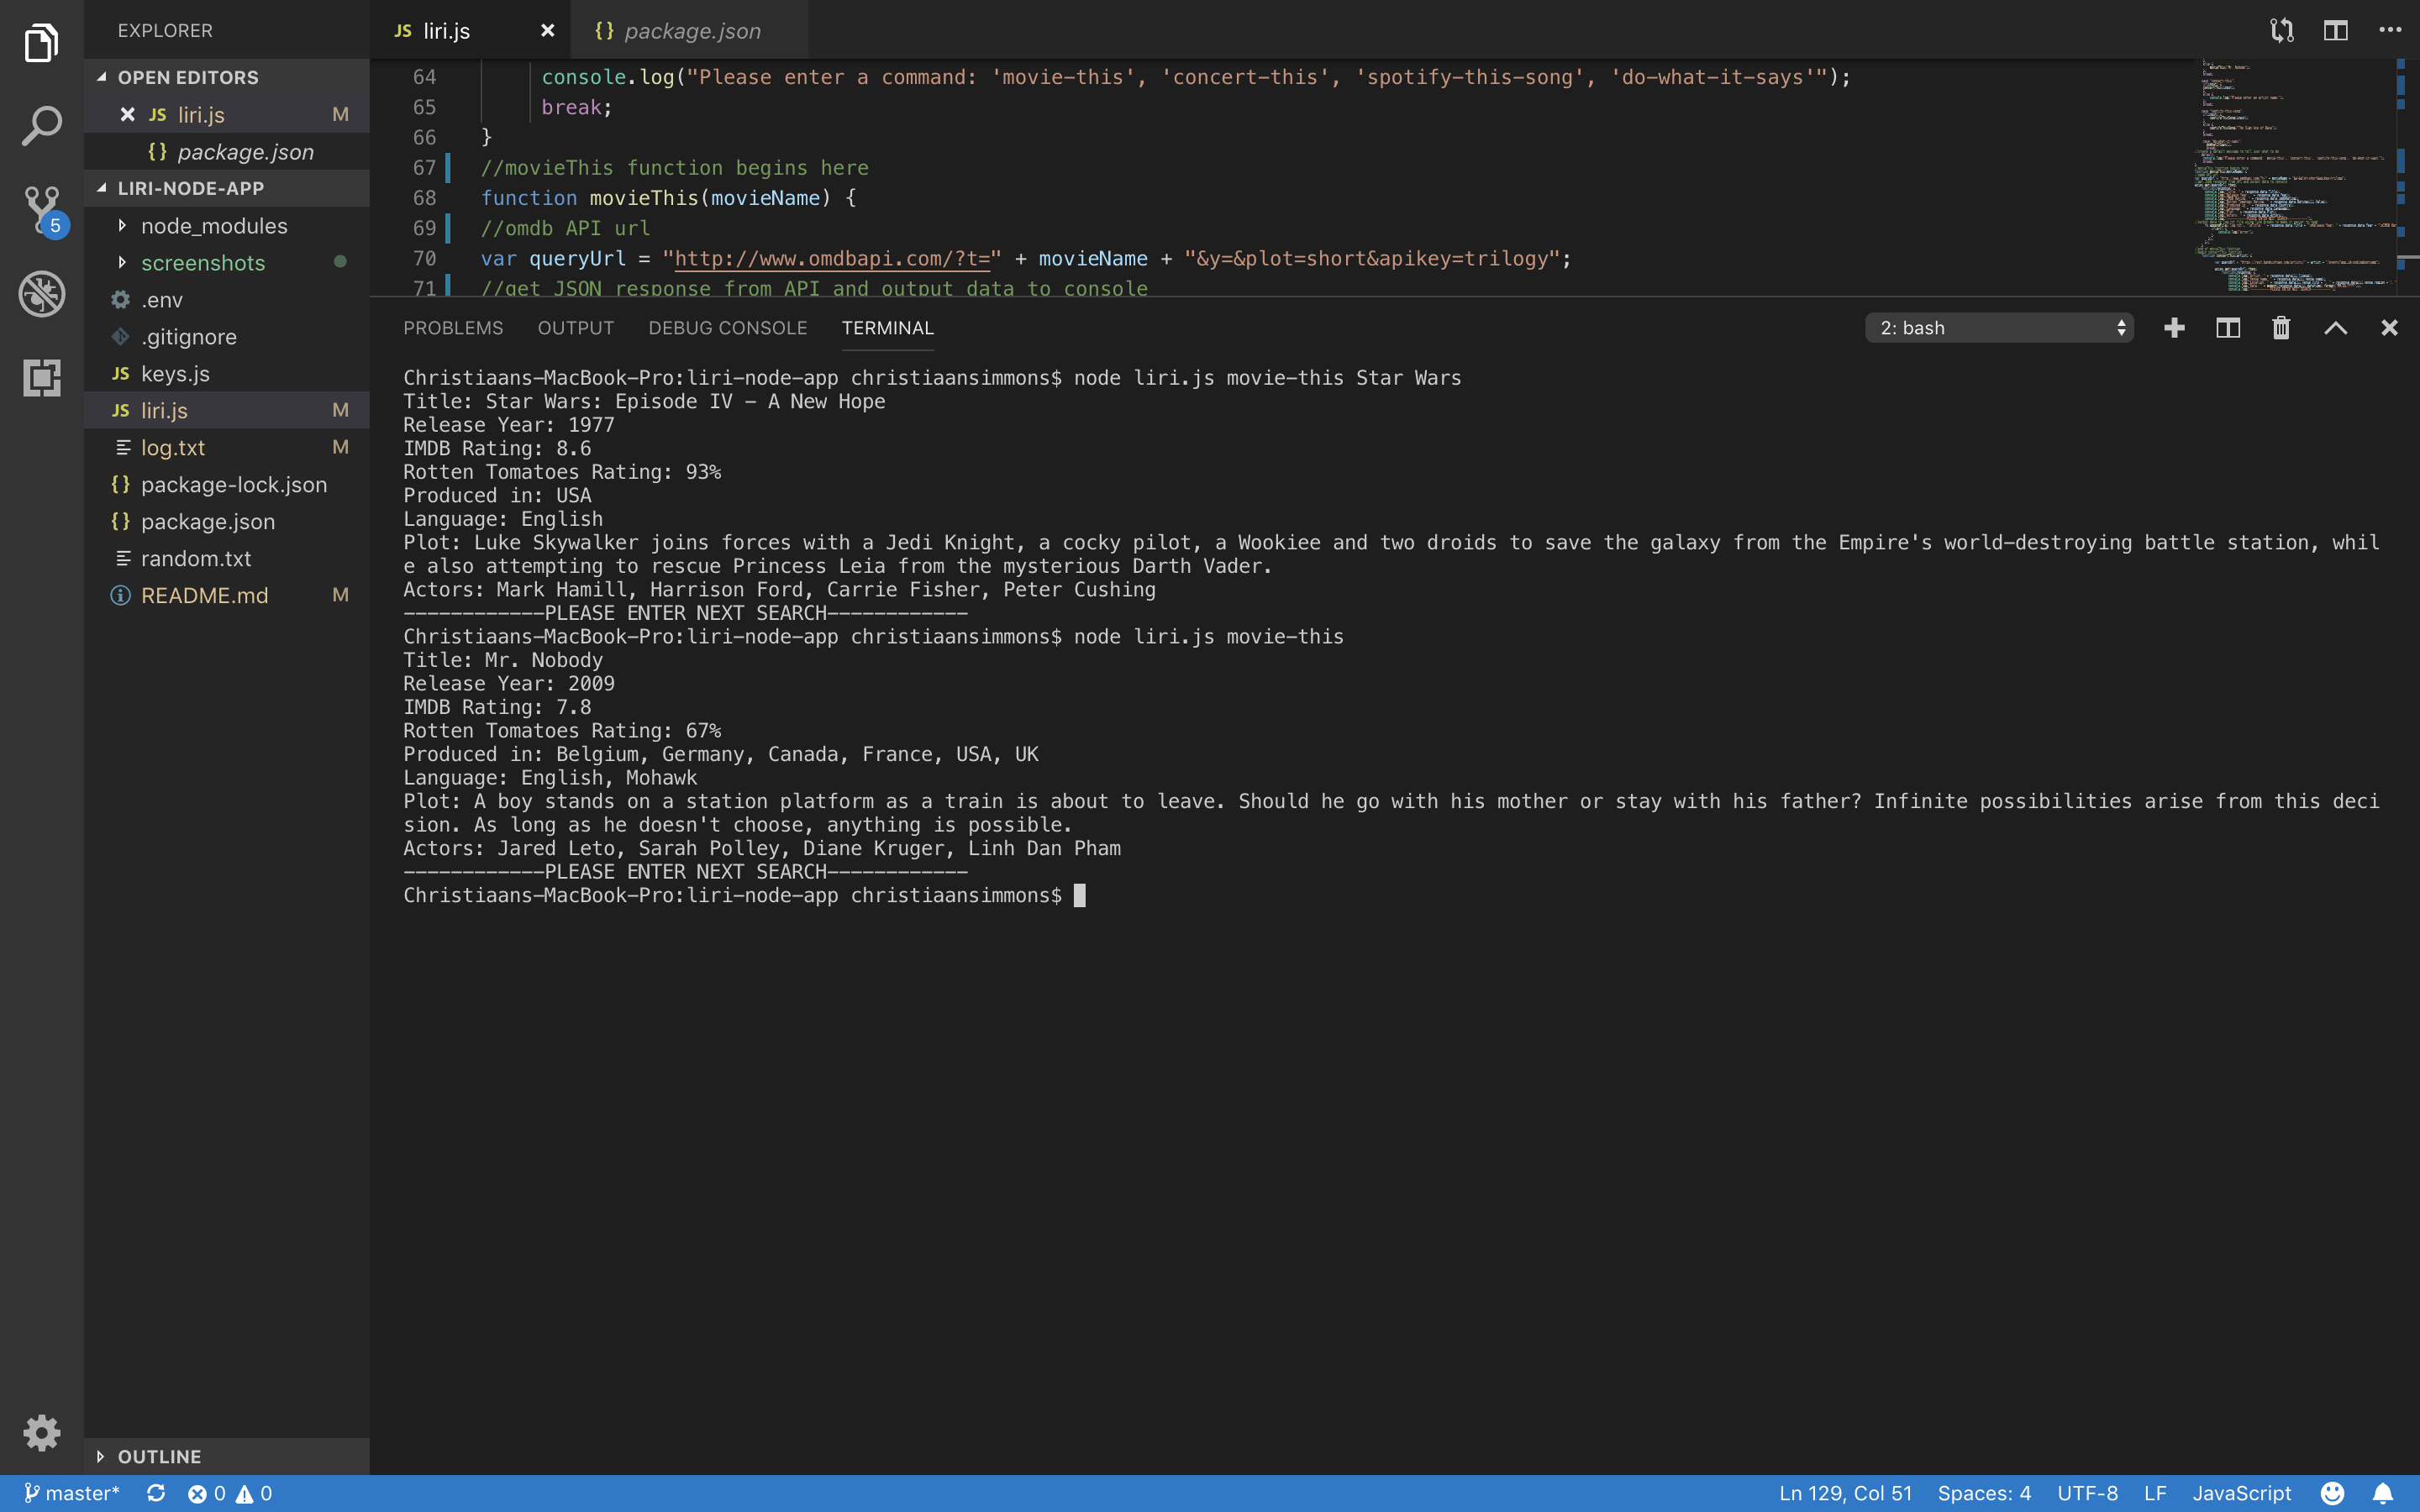 EXPLORER
OPEN EDITORS
JS liri.js M
{} package.json
LIRI-NODE-APP
node_modules
screenshots
.env
.gitignore
JS keys.js
JS liri.js M
log.txt M
{} package-lock.json
{} package.json
random.txt
README.md M
OUTLINE
5
JS liri.js
{} package.json
64 console.log("Please enter a command: 'movie-this', 'concert-this', 'spotify-this-song', 'do-what-it-says'");
65 break;
66 }
67 //movieThis function begins here
68 function movieThis(movieName) {
69 //omdb API url
70 var queryUrl = "http://www.omdbapi.com/?t=" + movieName + "&y=&plot=short&apikey=trilogy";
71 //get JSON response from API and output data to console
PROBLEMS OUTPUT DEBUG CONSOLE TERMINAL 2: bash
Christiaans-MacBook-Pro:liri-node-app christiaansimmons$ node liri.js movie-this Star Wars
Title: Star Wars: Episode IV - A New Hope
Release Year: 1977
IMDB Rating: 8.6
Rotten Tomatoes Rating: 93%
Produced in: USA
Language: English
Plot: Luke Skywalker joins forces with a Jedi Knight, a cocky pilot, a Wookiee and two droids to save the galaxy from the Empire's world-destroying battle station, whil
e also attempting to rescue Princess Leia from the mysterious Darth Vader.
Actors: Mark Hamill, Harrison Ford, Carrie Fisher, Peter Cushing
------------PLEASE ENTER NEXT SEARCH------------
Christiaans-MacBook-Pro:liri-node-app christiaansimmons$ node liri.js movie-this
Title: Mr. Nobody
Release Year: 2009
IMDB Rating: 7.8
Rotten Tomatoes Rating: 67%
Produced in: Belgium, Germany, Canada, France, USA, UK
Language: English, Mohawk
Plot: A boy stands on a station platform as a train is about to leave. Should he go with his mother or stay with his father? Infinite possibilities arise from this deci
sion. As long as he doesn't choose, anything is possible.
Actors: Jared Leto, Sarah Polley, Diane Kruger, Linh Dan Pham
------------PLEASE ENTER NEXT SEARCH------------
Christiaans-MacBook-Pro:liri-node-app christiaansimmons$
master* 0 0 Ln 129, Col 51 Spaces: 4 UTF-8 LF JavaScript